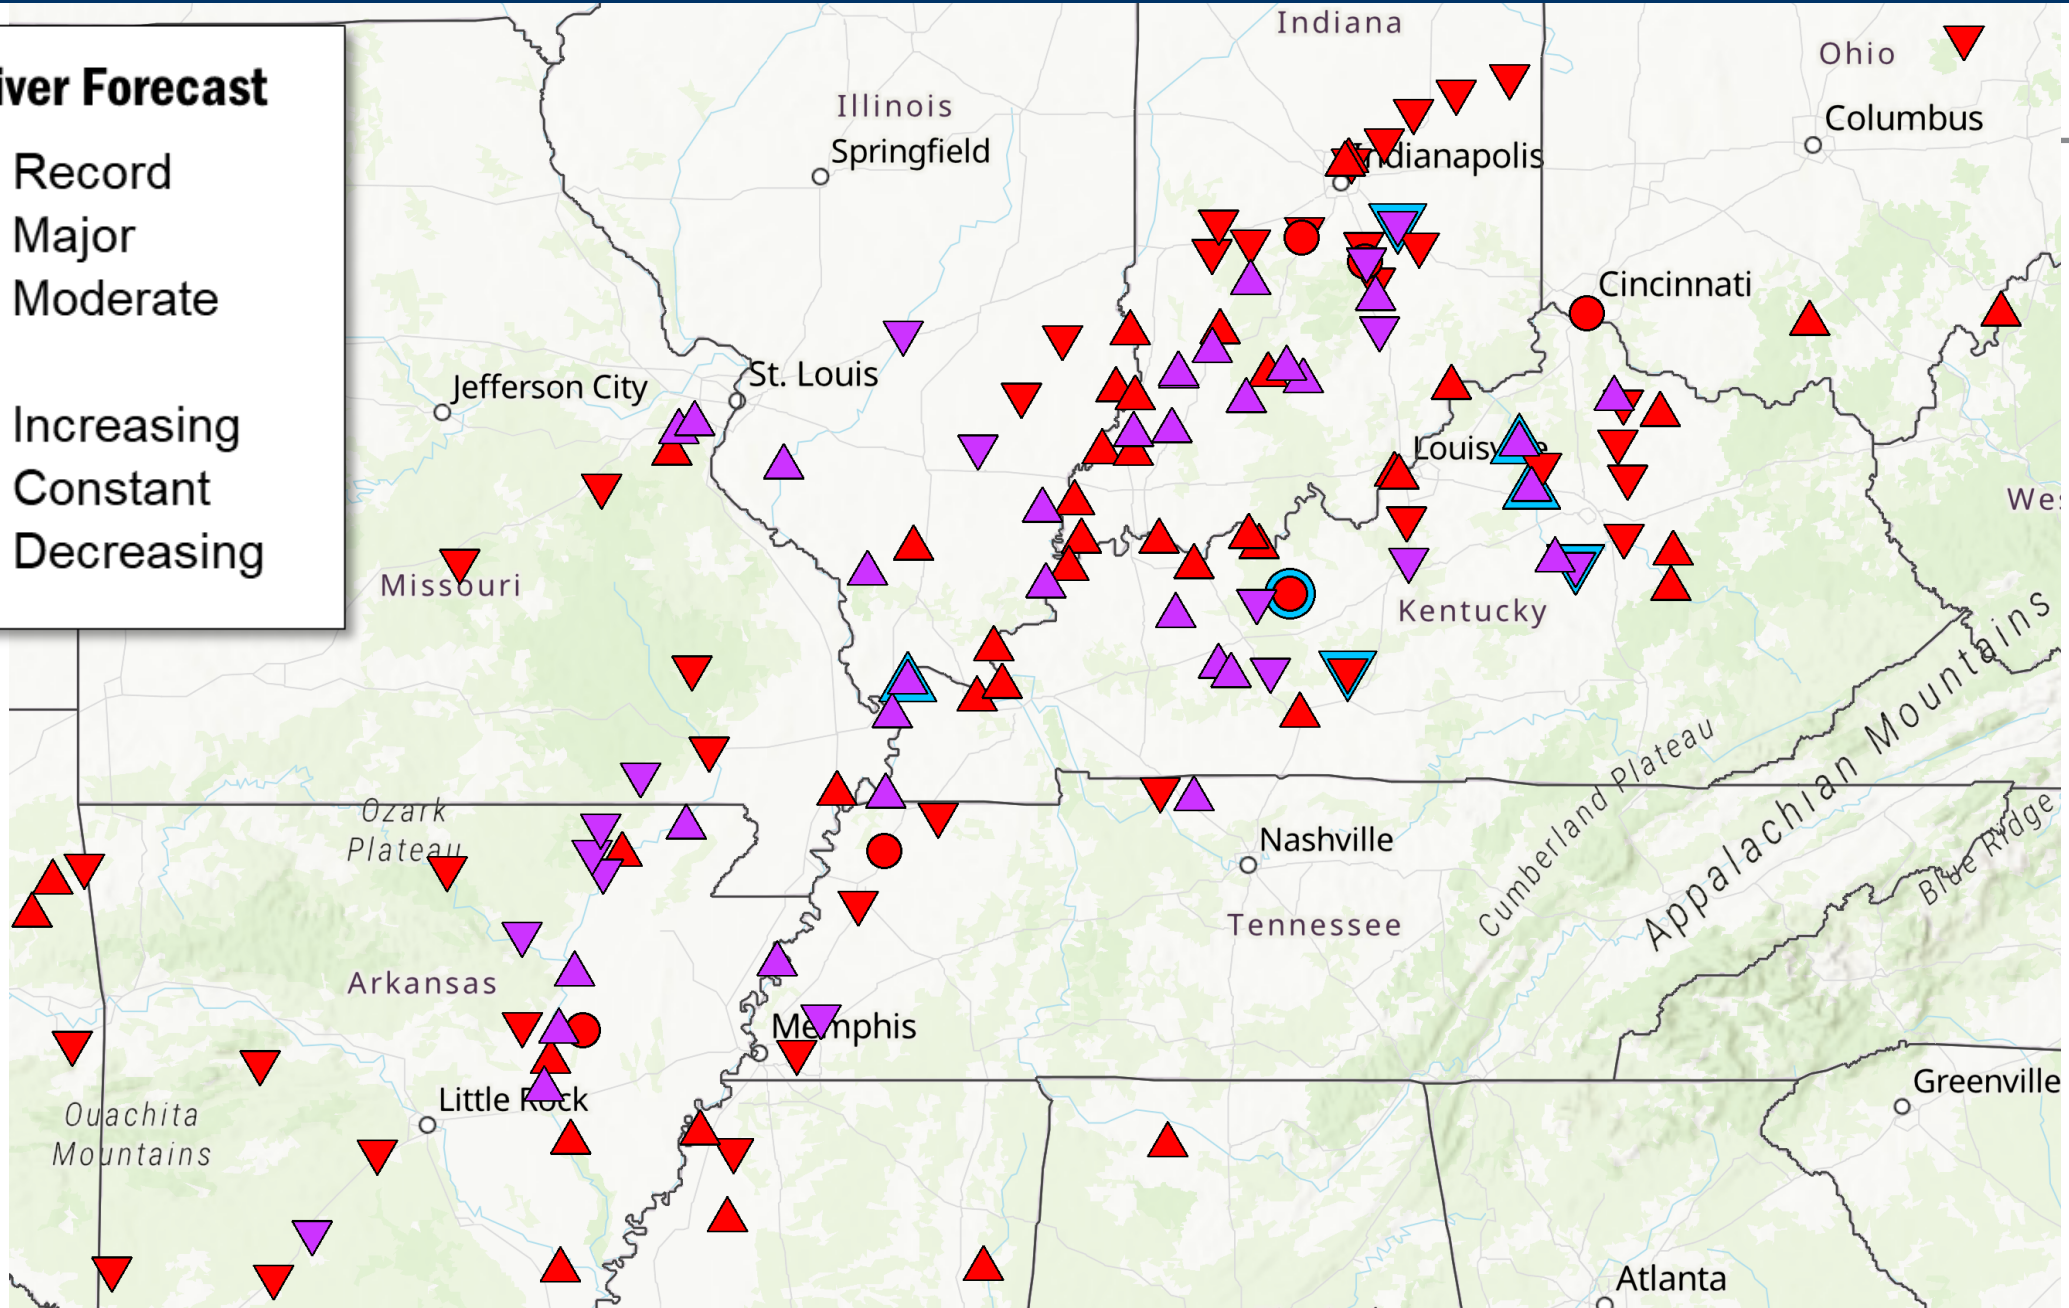 iver Forecast
Record
Major
Moderate
Increasing
Constant
Decreasing
Indiana
Ohio
Illinois
Columbus
Springfield
Indianapolis
Cincinnati
St. Louis
Jefferson City
Louisville
Wes
Missouri
Kentucky
Appalachian Mountains
Cumberland Plateau
Blue Ridge
Ozark
Plateau
Nashville
Tennessee
Arkansas
Memphis
Greenville
Little Rock
Ouachita
Mountains
Atlanta